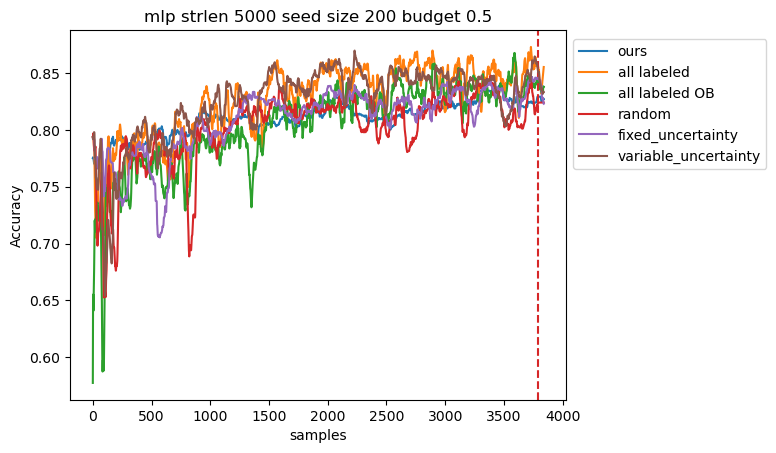 mlp strlen 5000 seed size 200 budget 0.5
Accuracy
0.85
0.80
0.75
0.70
0.65
0.60
0
500
1000
1500
2000
2500
3000
3500
4000
samples
ours
all labeled
all labeled OB
random
fixed_uncertainty
variable_uncertainty